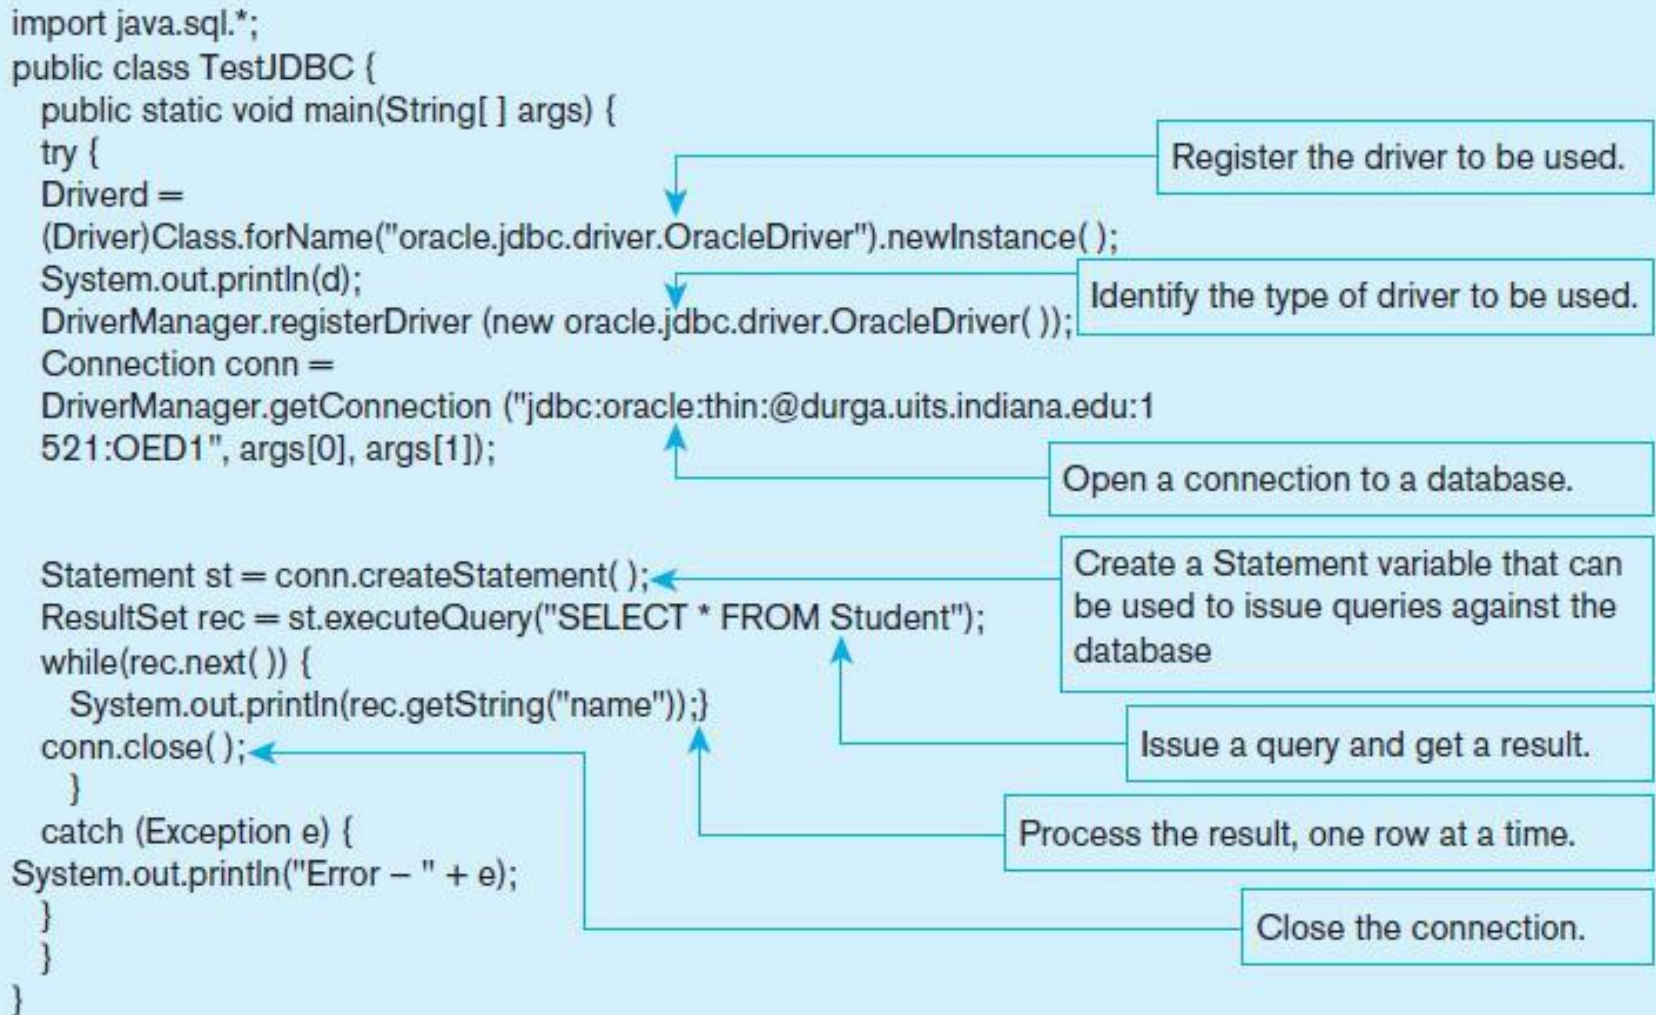 import java.sql.*;
public class TestJDBC {
public static void main(String[ ] args) {
try {
Driverd =
(Driver)Class.forName("oracle.jdbc.driver.OracleDriver").newInstance( );
System.out.println(d);
DriverManager.registerDriver (new oracle.jdbc.driver.OracleDriver( ));
Connection conn =
DriverManager.getConnection ("jdbc:oracle:thin:@durga.uits.indiana.edu:1
521:OED1", args[0], args[1]);
Statement st = conn.createStatement( );
ResultSet rec = st.executeQuery("SELECT * FROM Student");
while(rec.next( )) {
System.out.println(rec.getString("name"));}
conn.close( );
}
catch (Exception e) {
System.out.println("Error – " + e);
}
}
}
Register the driver to be used.
Identify the type of driver to be used.
Open a connection to a database.
Create a Statement variable that can
be used to issue queries against the
database
Issue a query and get a result.
Process the result, one row at a time.
Close the connection.